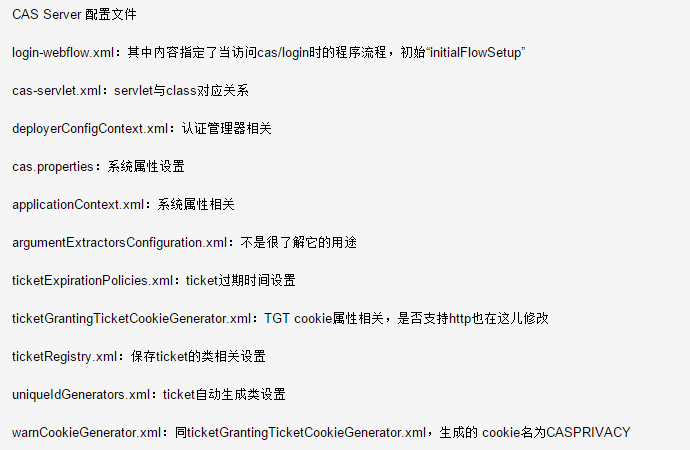 CAS Server 配置文件
login-webflow.xml：其中内容指定了当访问cas/login时的程序流程，初始“initialFlowSetup”
cas-servlet.xml：servlet与class对应关系
deployerConfigContext.xml：认证管理器相关
cas.properties：系统属性设置
applicationContext.xml：系统属性相关
argumentExtractorsConfiguration.xml：不是很了解它的用途
ticketExpirationPolicies.xml：ticket过期时间设置
ticketGrantingTicketCookieGenerator.xml：TGT cookie属性相关，是否支持http也在这儿修改
ticketRegistry.xml：保存ticket的类相关设置
uniqueIdGenerators.xml：ticket自动生成类设置
warnCookieGenerator.xml：同ticketGrantingTicketCookieGenerator.xml，生成的 cookie名为CASPRIVACY